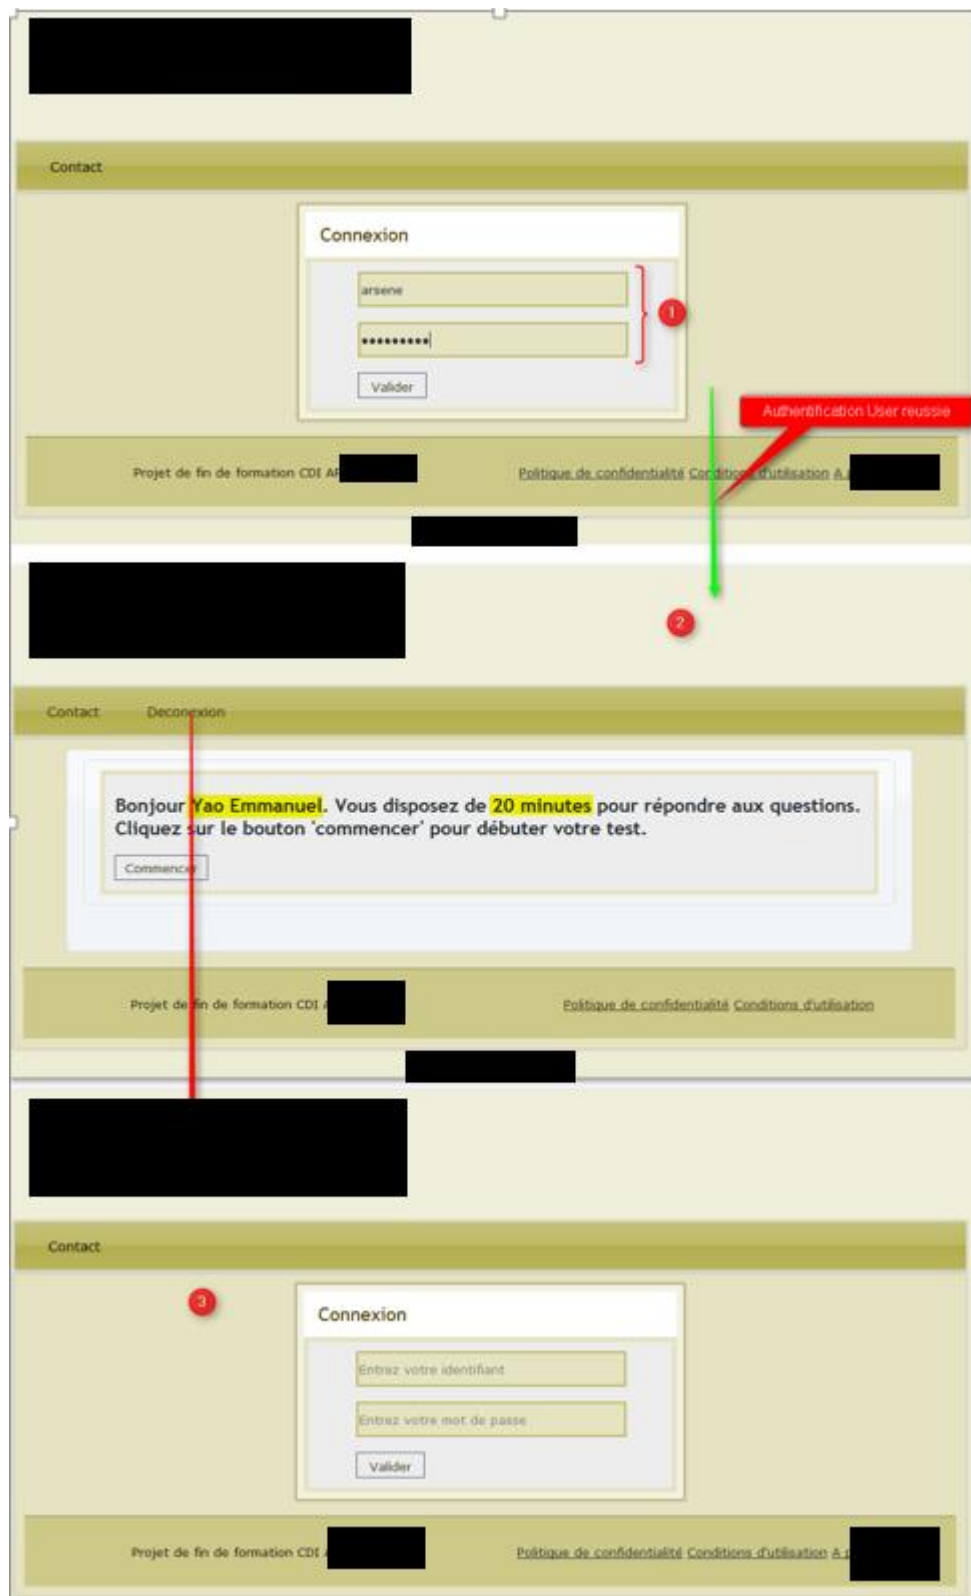 Contact
Connexion
arsene
•••••••••
1
Valider
Authentification User reussie
Projet de fin de formation CDI
Politique de confidentialité Conditions d'utilisation A
2
Contact Deconexion
Bonjour Yao Emmanuel. Vous disposez de 20 minutes pour répondre aux questions.
Cliquez sur le bouton 'commencer' pour débuter votre test.
Commencer
Projet de fin de formation CDI
Politique de confidentialité Conditions d'utilisation
Contact
3
Connexion
Entrez votre identifiant
Entrez votre mot de passe
Valider
Projet de fin de formation CDI
Politique de confidentialité Conditions d'utilisation A